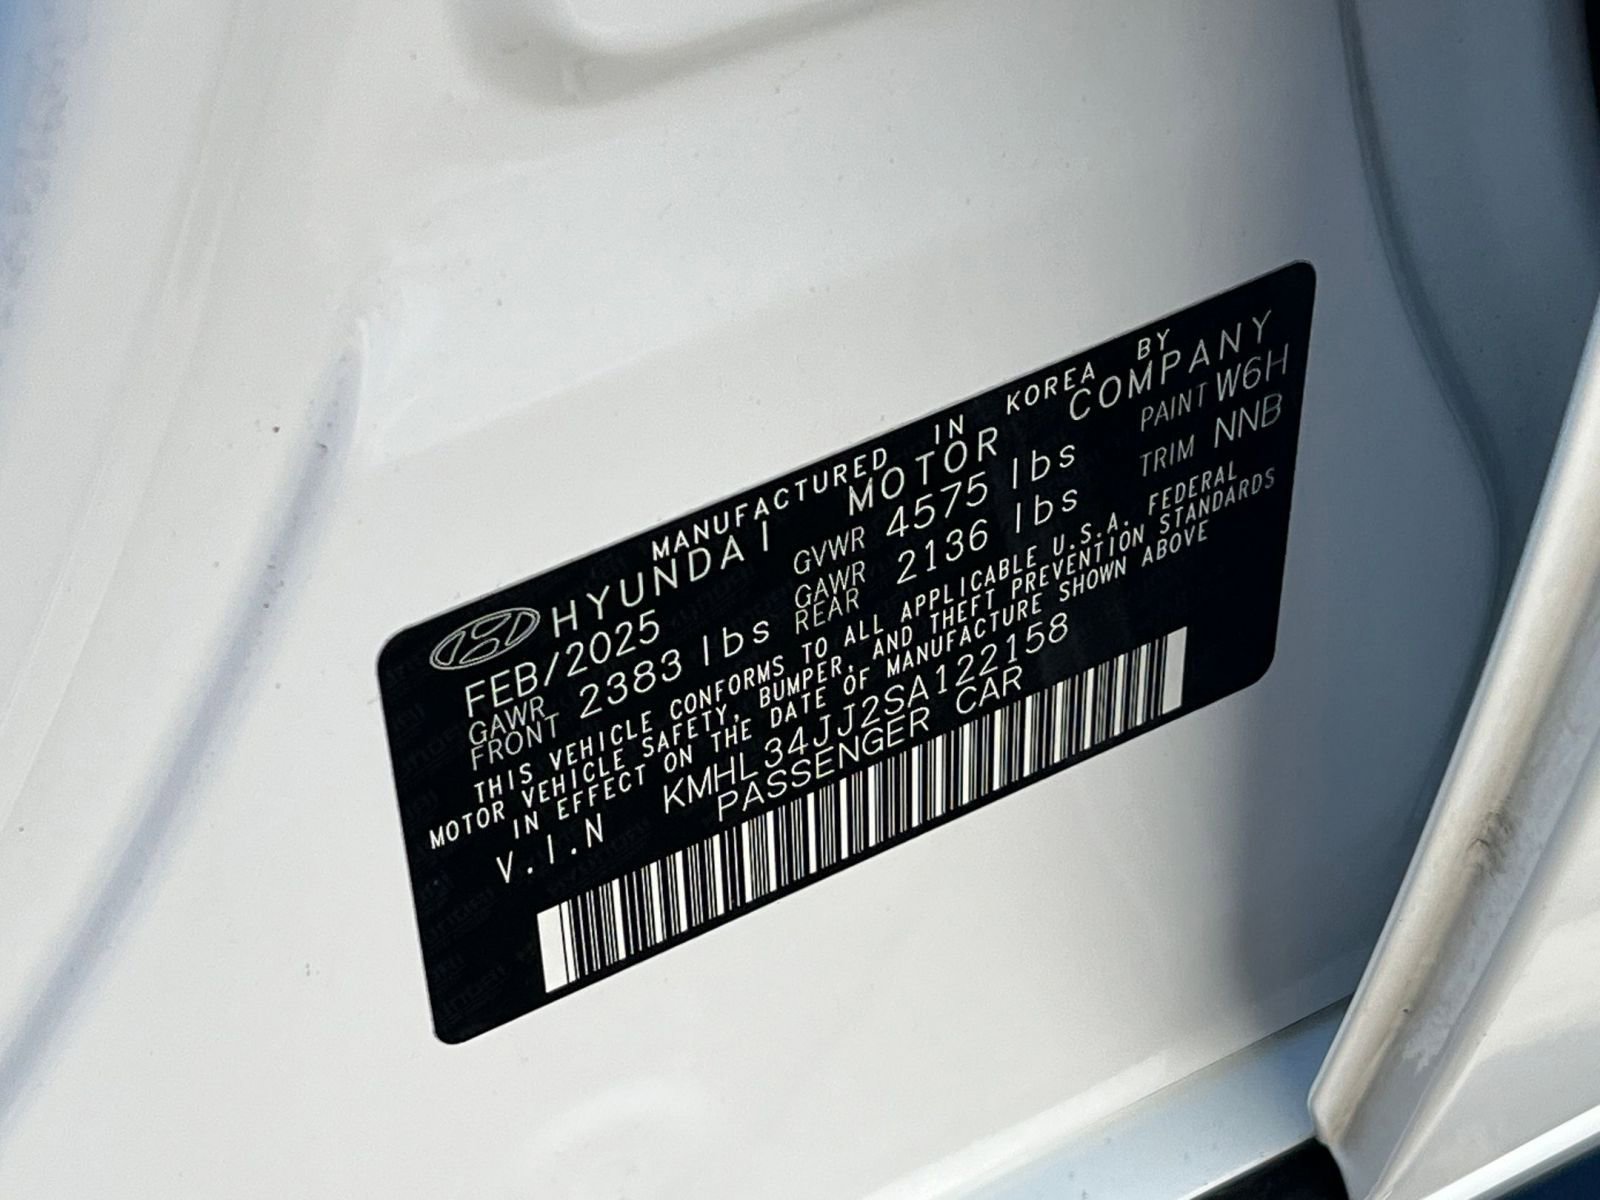 MANUFACTURED IN KOREA BY
HYUNDAI MOTOR COMPANY
FEB/2025 GVWR 4575 lbs PAINT W6H
GAWR FRONT 2383 lbs GAWR REAR 2136 lbs TRIM NNB
THIS VEHICLE CONFORMS TO ALL APPLICABLE U.S.A. FEDERAL
MOTOR VEHICLE SAFETY, BUMPER, AND THEFT PREVENTION STANDARDS
IN EFFECT ON THE DATE OF MANUFACTURE SHOWN ABOVE
V.I.N KMHL34JJ2SA122158
PASSENGER CAR